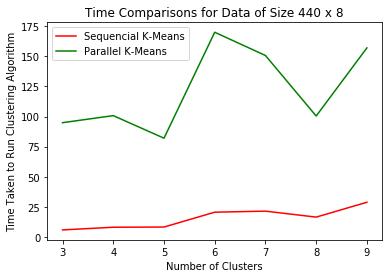 Time Comparisons for Data of Size 440 x 8
Sequential K-Means
Parallel K-Means
Time Taken to Run Clustering Algorithm
175
150
125
100
75
50
25
0
3 4 5 6 7 8 9
Number of Clusters